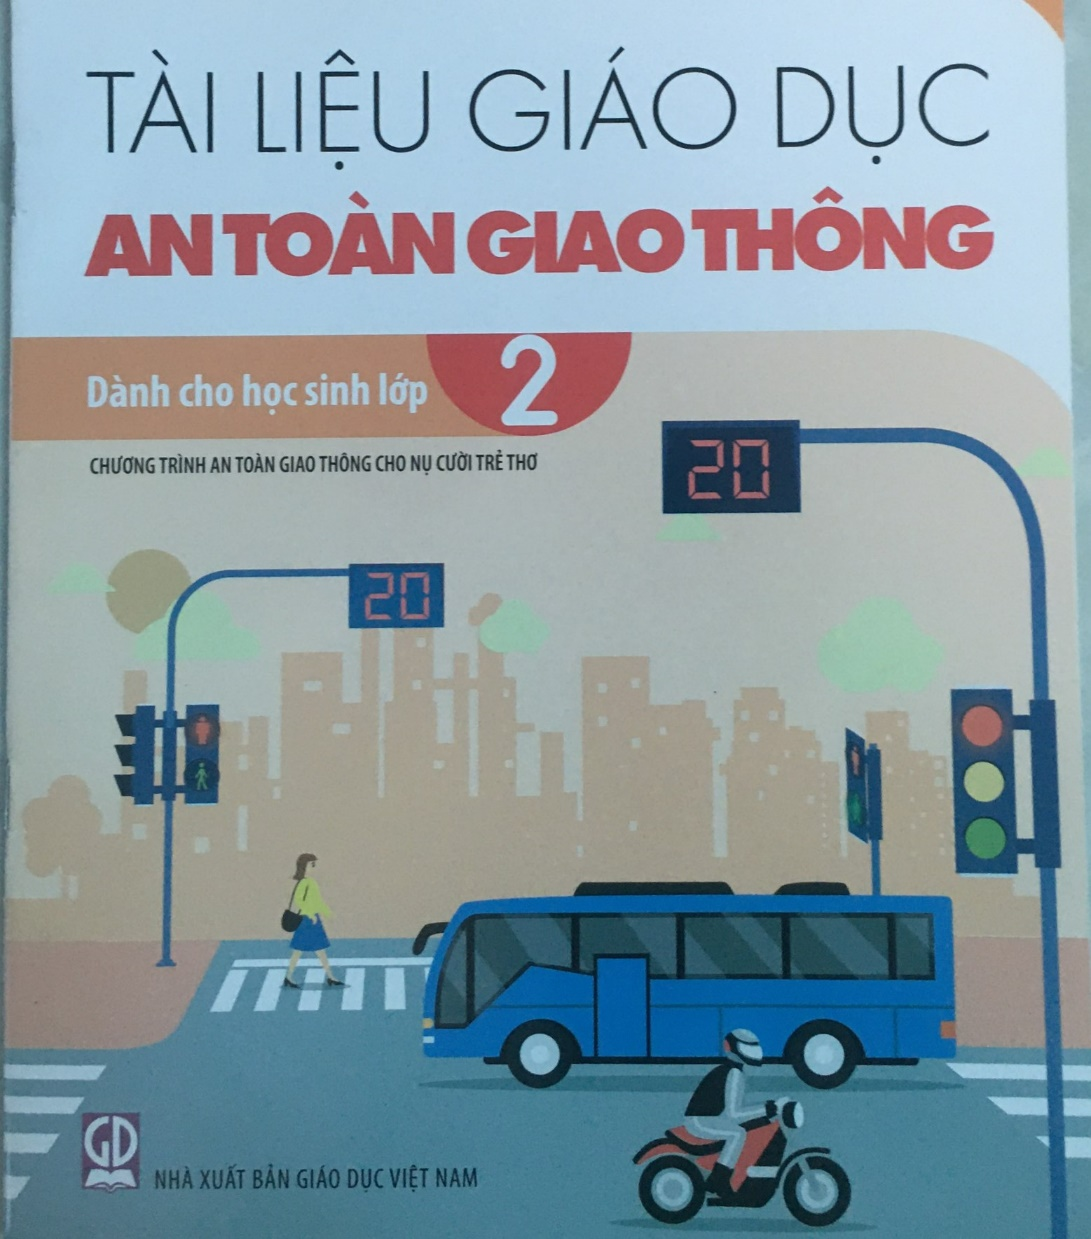 TÀI LIỆU GIÁO DỤC
AN TOÀN GIAO THÔNG
Dành cho học sinh lớp 2
CHƯƠNG TRÌNH AN TOÀN GIAO THÔNG CHO NỤ CƯỜI TRẺ THƠ
20
20
GD
NHÀ XUẤT BẢN GIÁO DỤC VIỆT NAM